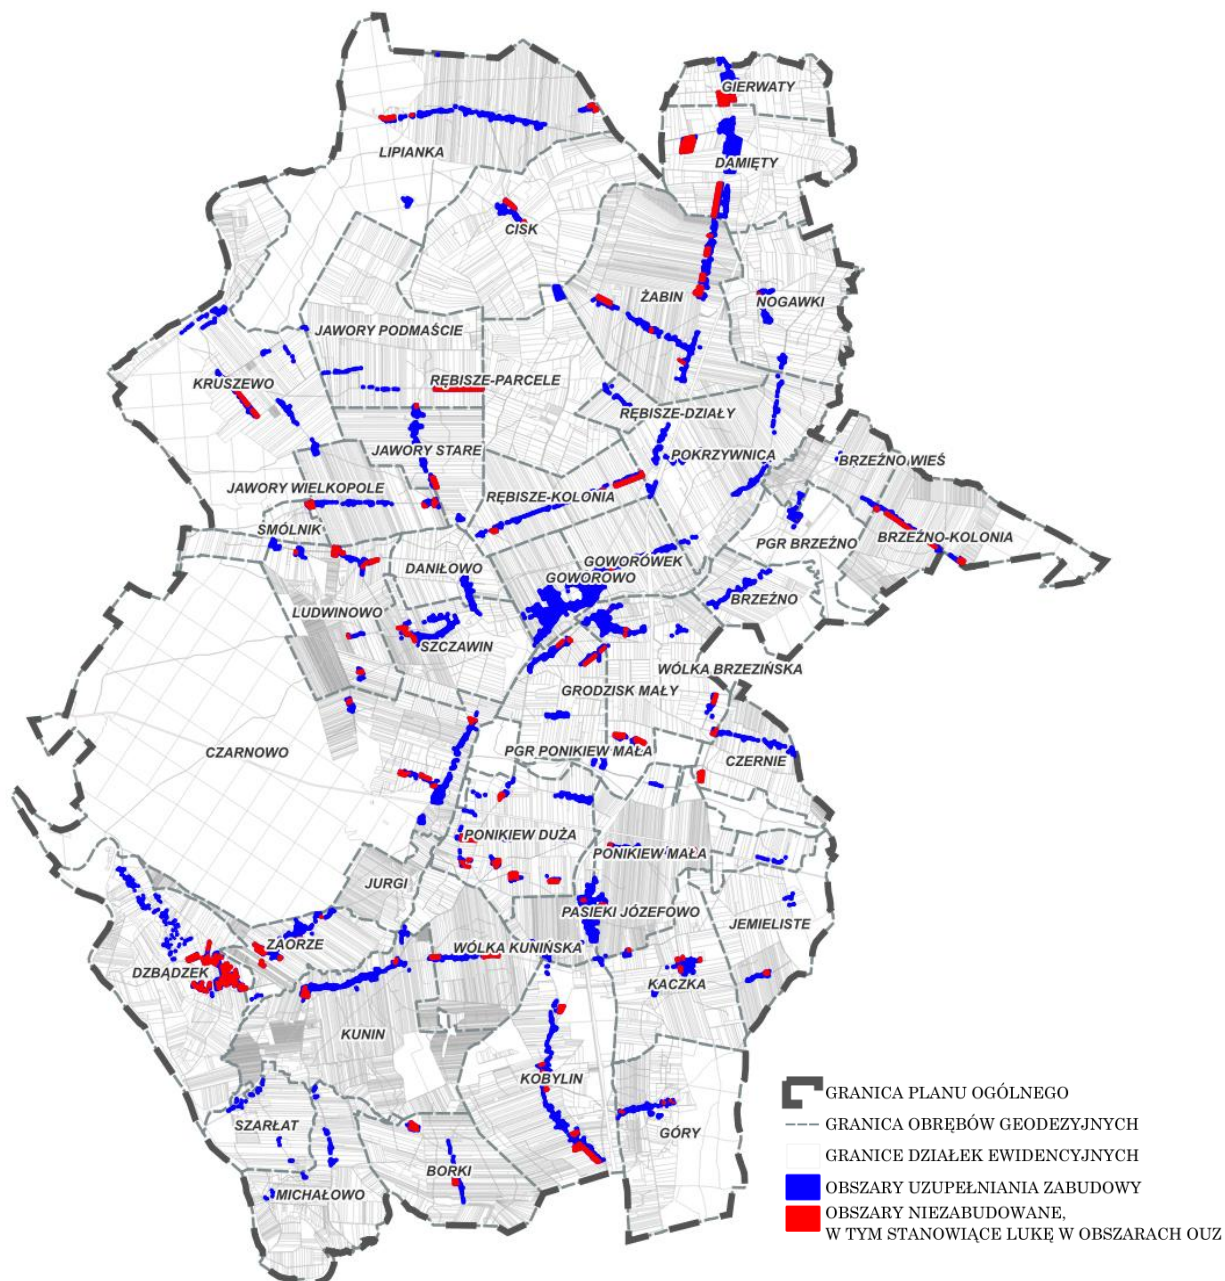 GIERWATY
LIPIANKA
DAMIĘTY
CISK
ŻABIN
NOGAWKI
JAWORY PODMAŚCIE
KRUSZEWO
RĘBISZE-PARCELE
RĘBISZE-DZIAŁY
JAWORY STARE
POKRZYWNICA
BRZEŹNO WIEŚ
JAWORY WIELKOPOLE
RĘBISZE-KOLONIA
SMÓLNIK
PGR BRZEŹNO
BRZEŹNO-KOLONIA
DANIŁOWO
GOWORÓWEK
GOWOROWO
BRZEŹNO
LUDWINOWO
SZCZAWIN
WÓLKA BRZEZIŃSKA
GRODZISK MAŁY
CZARNOWO
PGR PONIKIEW MAŁA
CZERNIE
PONIKIEW DUŻA
PONIKIEW MAŁA
JURGI
PASIEKI JÓZEFOWO
JEMIELISTE
ZAORZE
WÓLKA KUNIŃSKA
DZBĄDZEK
KACZKA
KUNIN
KOBYLIN
SZARŁAT
GÓRY
BORKI
MICHAŁOWO
GRANICA PLANU OGÓLNEGO
GRANICA OBRĘBÓW GEODEZYJNYCH
GRANICE DZIAŁEK EWIDENCYJNYCH
OBSZARY UZUPEŁNIANIA ZABUDOWY
OBSZARY NIEZABUDOWANE,
W TYM STANOWIĄCE LUKĘ W OBSZARACH OUZ